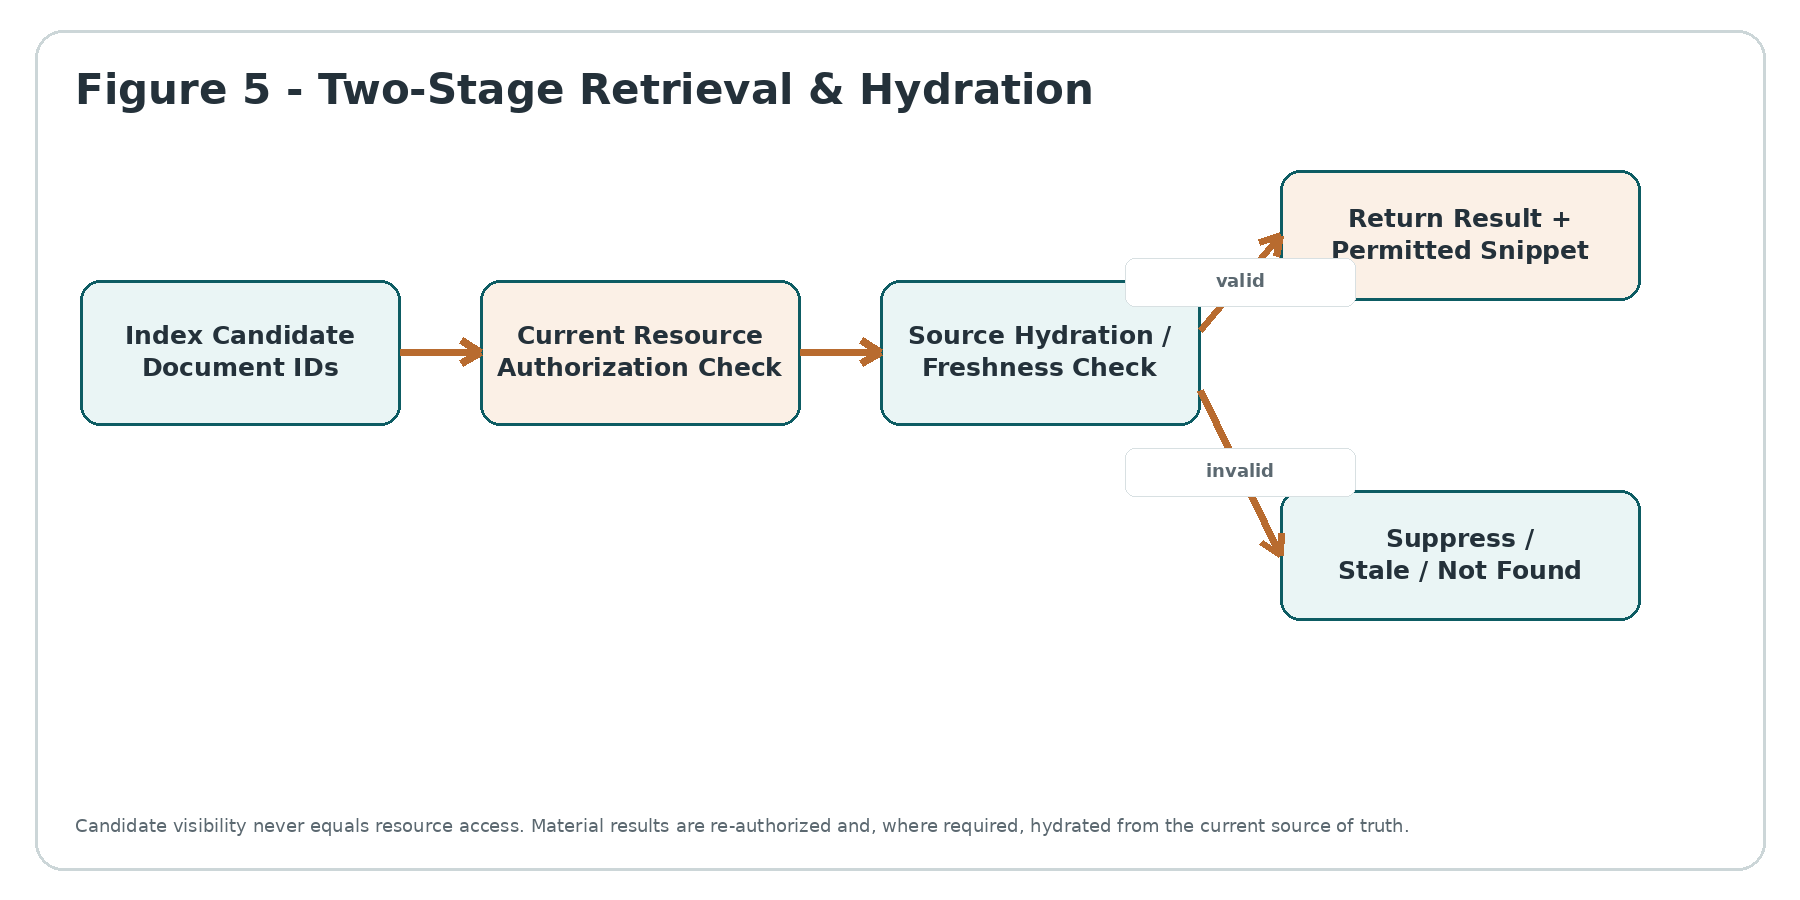 Figure 5 - Two-Stage Retrieval & Hydration
Index Candidate
Document IDs
Current Resource
Authorization Check
Source Hydration /
Freshness Check
valid
Return Result +
Permitted Snippet
invalid
Suppress /
Stale / Not Found
Candidate visibility never equals resource access. Material results are re-authorized and, where required, hydrated from the current source of truth.